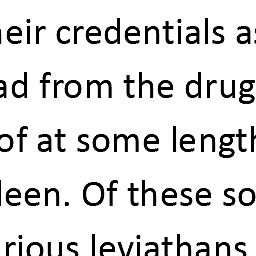 heir credentials as
ad from the drug
of at some length
leen. Of these so
rious leviathans